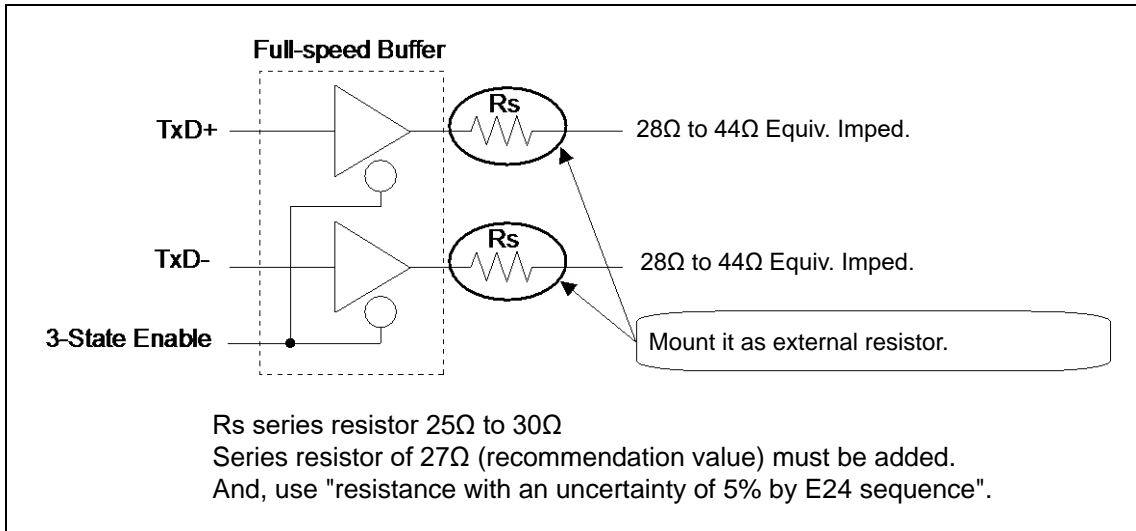 Full-speed Buffer
Rs
TxD+
28Ω to 44Ω Equiv. Imped.
Rs
TxD-
28Ω to 44Ω Equiv. Imped.
3-State Enable
Mount it as external resistor.
Rs series resistor 25Ω to 30Ω
Series resistor of 27Ω (recommendation value) must be added.
And, use "resistance with an uncertainty of 5% by E24 sequence".